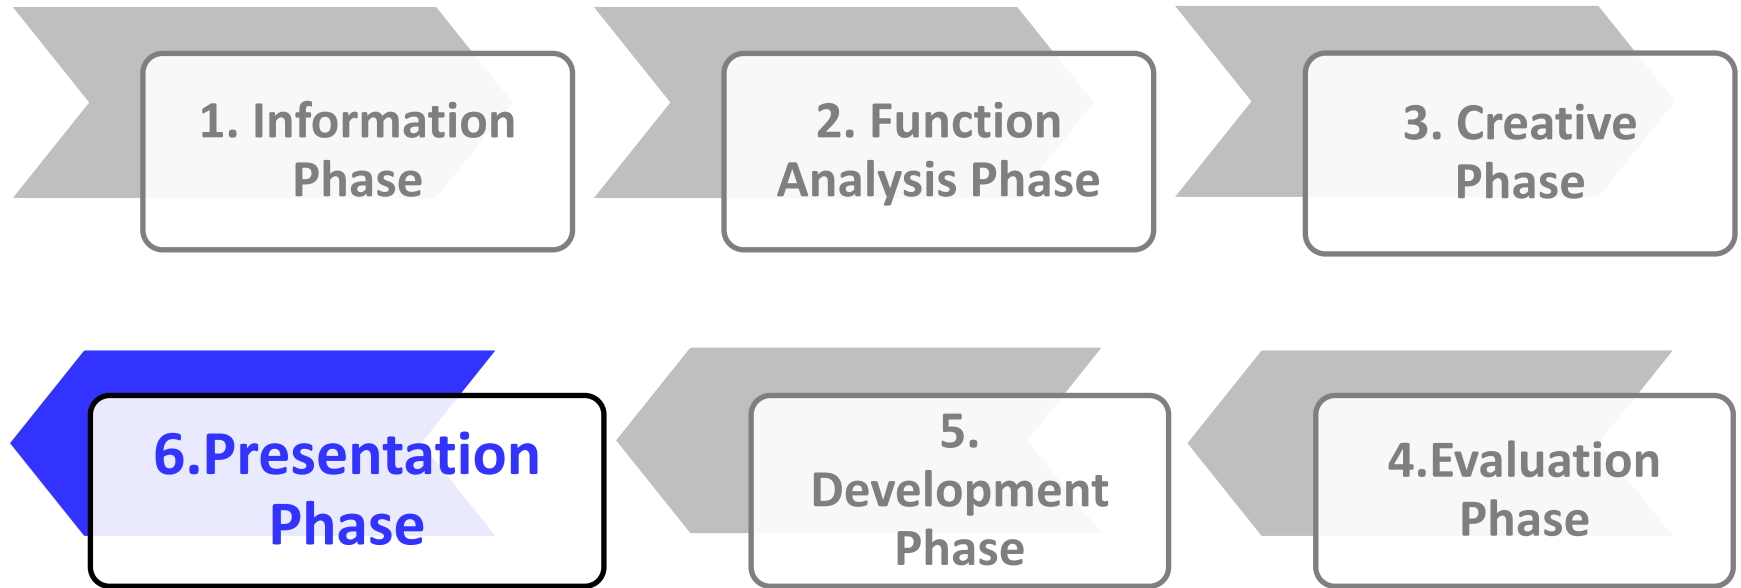 1. Information
Phase
2. Function
Analysis Phase
3. Creative
Phase
6.Presentation
Phase
5.
Development
Phase
4.Evaluation
Phase